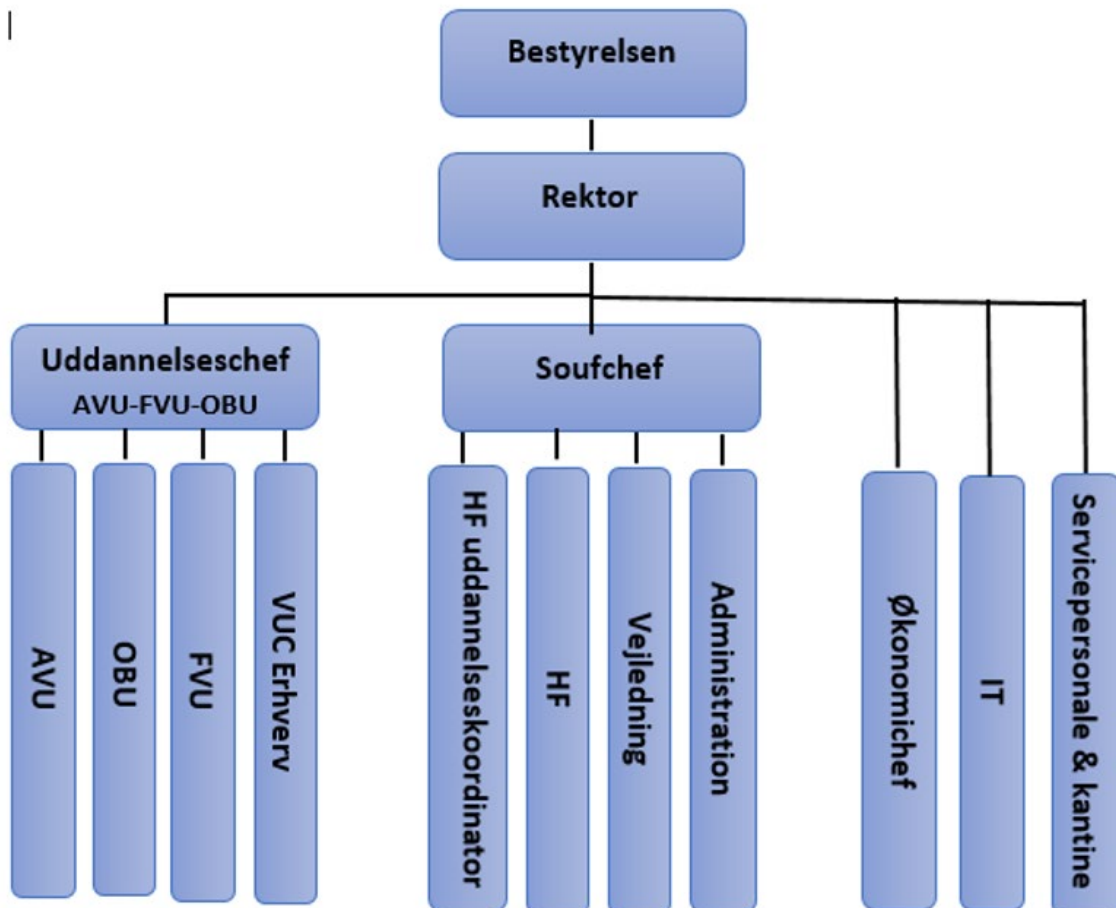 Bestyrelsen
Rektor
Uddannelseschef
AVU-FVU-OBU
Soufchef
AVU
OBU
FVU
VUC Erhverv
HF uddannelseskoordinator
HF
Vejledning
Administration
Økonomichef
IT
Servicepersonale & kantine